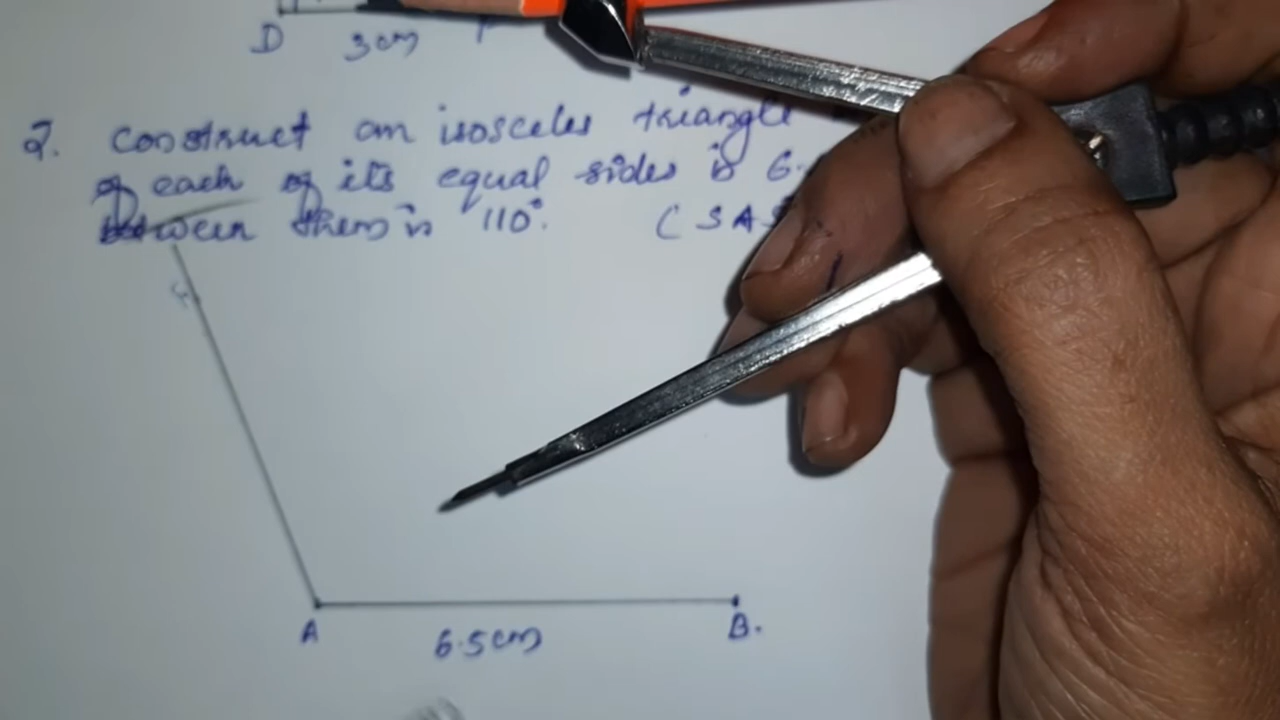 D 3cm
2. Construct an isosceles triangle
of each of its equal sides is 6.
between them is 110°. (SAS
A 6.5cm B.